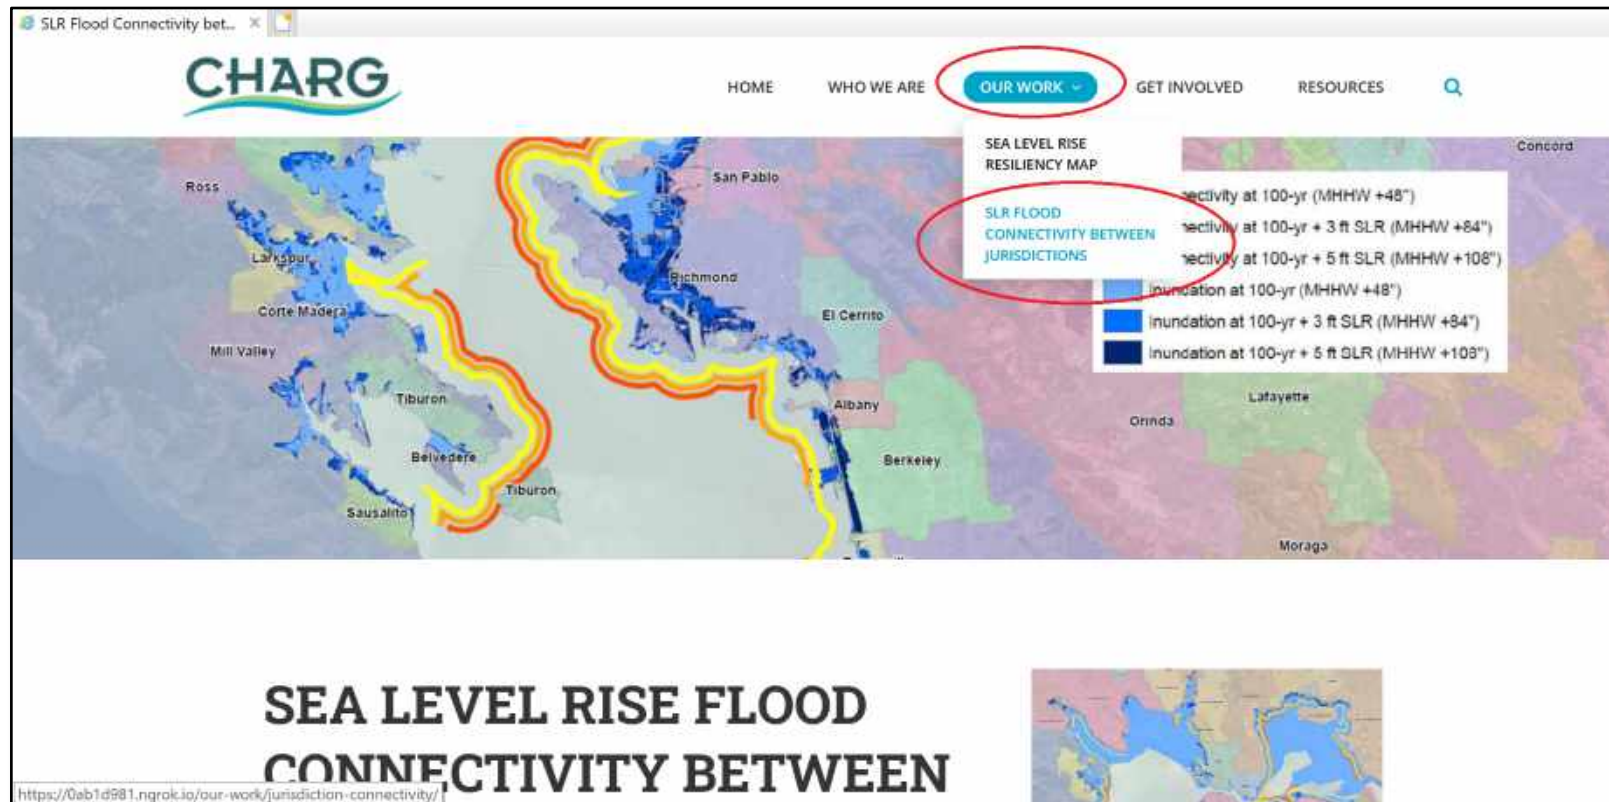 SLR Flood Connectivity bet...
CHARG
HOME
WHO WE ARE
OUR WORK
GET INVOLVED
RESOURCES
SEA LEVEL RISE
RESILIENCY MAP
SLR FLOOD
CONNECTIVITY BETWEEN
JURISDICTIONS
nectivity at 100-yr (MHHW +48")
nectivity at 100-yr + 3 ft SLR (MHHW +84")
nectivity at 100-yr + 5 ft SLR (MHHW +108")
Inundation at 100-yr (MHHW +48")
Inundation at 100-yr + 3 ft SLR (MHHW +84")
Inundation at 100-yr + 5 ft SLR (MHHW +108")
Concord
Ross
San Pablo
Larkspur
Richmond
Corte Madera
El Cerrito
Mill Valley
Tiburon
Albany
Lafayette
Orinda
Belvedere
Berkeley
Tiburon
Sausalito
Moraga
SEA LEVEL RISE FLOOD
CONNECTIVITY BETWEEN
https://0ab1d981.ngrok.io/our-work/jurisdiction-connectivity/